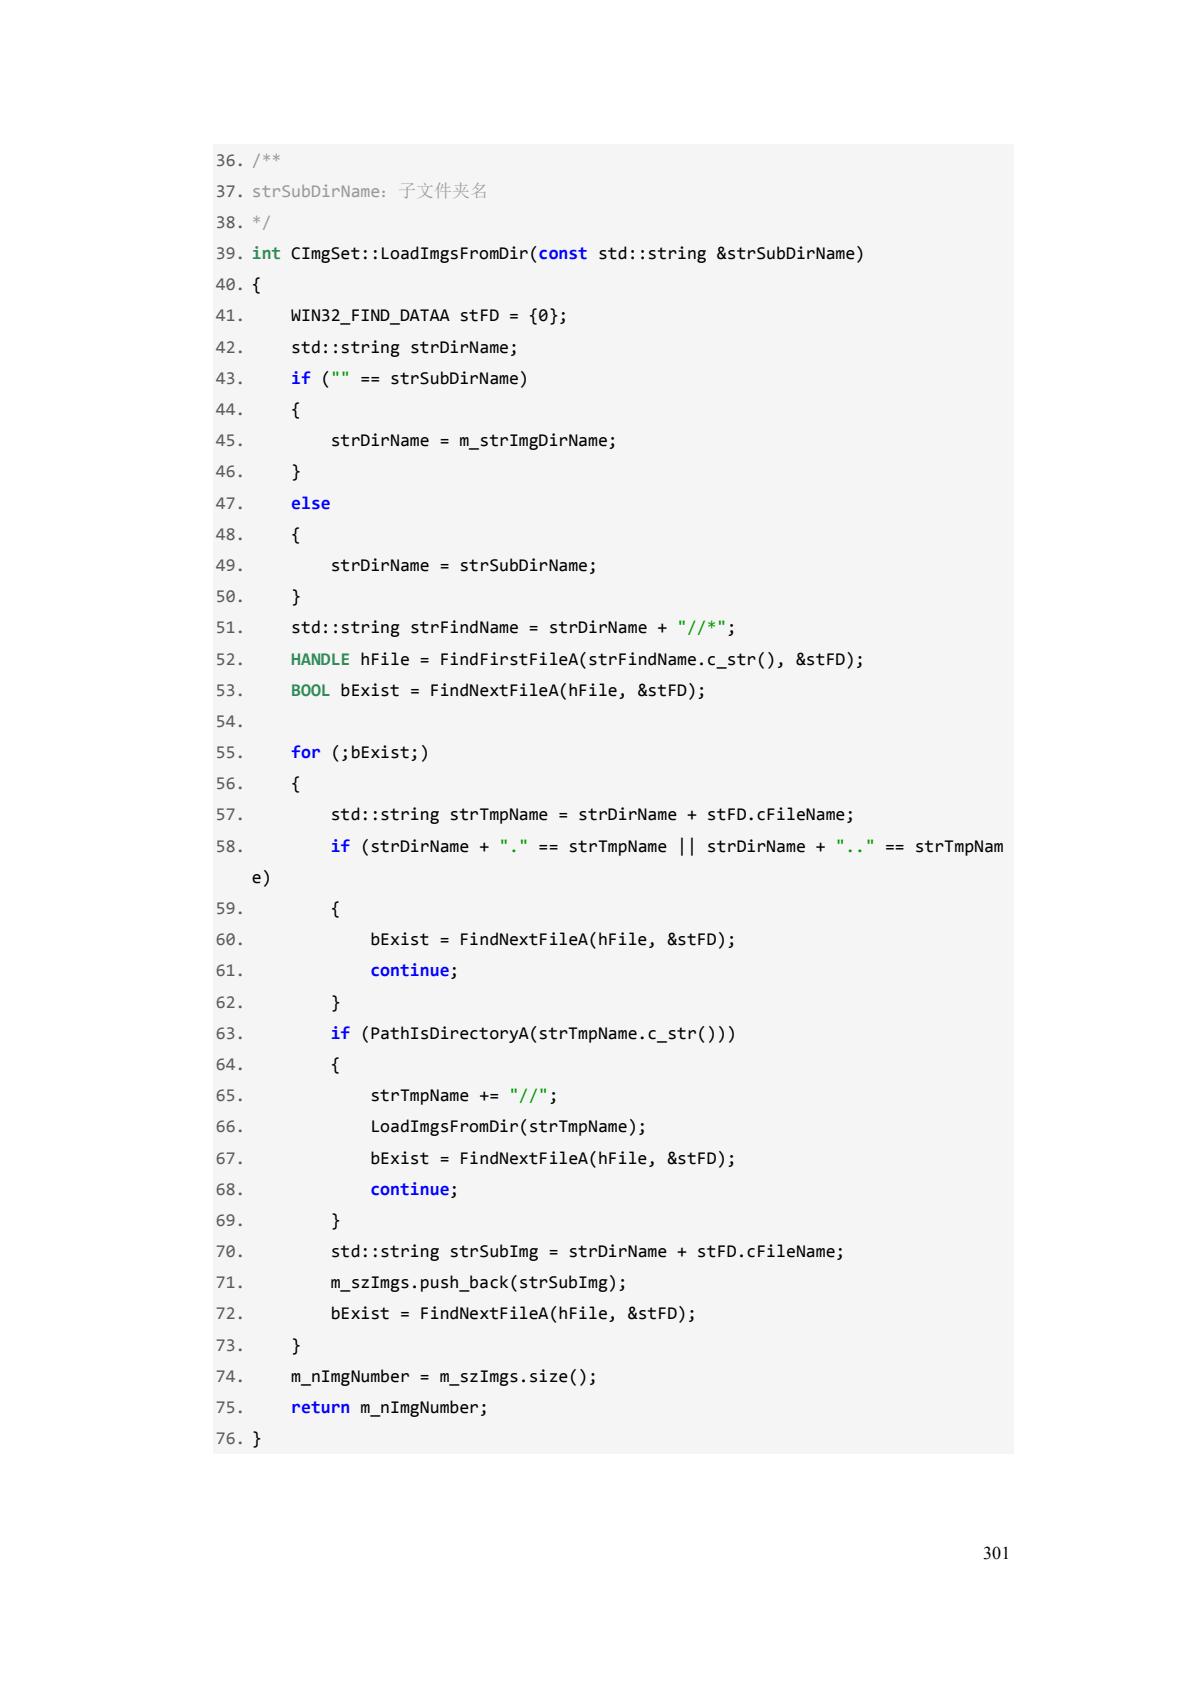 36. /**
37. strSubDirName：子文件夹名
38. */
39. int CImgSet::LoadImgsFromDir(const std::string &strSubDirName)
40. {
41.     WIN32_FIND_DATAA stFD = {0};
42.     std::string strDirName;
43.     if ("" == strSubDirName)
44.     {
45.         strDirName = m_strImgDirName;
46.     }
47.     else
48.     {
49.         strDirName = strSubDirName;
50.     }
51.     std::string strFindName = strDirName + "//*";
52.     HANDLE hFile = FindFirstFileA(strFindName.c_str(), &stFD);
53.     BOOL bExist = FindNextFileA(hFile, &stFD);
54.
55.     for (;bExist;)
56.     {
57.         std::string strTmpName = strDirName + stFD.cFileName;
58.         if (strDirName + "." == strTmpName || strDirName + ".." == strTmpNam
e)
59.         {
60.             bExist = FindNextFileA(hFile, &stFD);
61.             continue;
62.         }
63.         if (PathIsDirectoryA(strTmpName.c_str()))
64.         {
65.             strTmpName += "//";
66.             LoadImgsFromDir(strTmpName);
67.             bExist = FindNextFileA(hFile, &stFD);
68.             continue;
69.         }
70.         std::string strSubImg = strDirName + stFD.cFileName;
71.         m_szImgs.push_back(strSubImg);
72.         bExist = FindNextFileA(hFile, &stFD);
73.     }
74.     m_nImgNumber = m_szImgs.size();
75.     return m_nImgNumber;
76. }
301